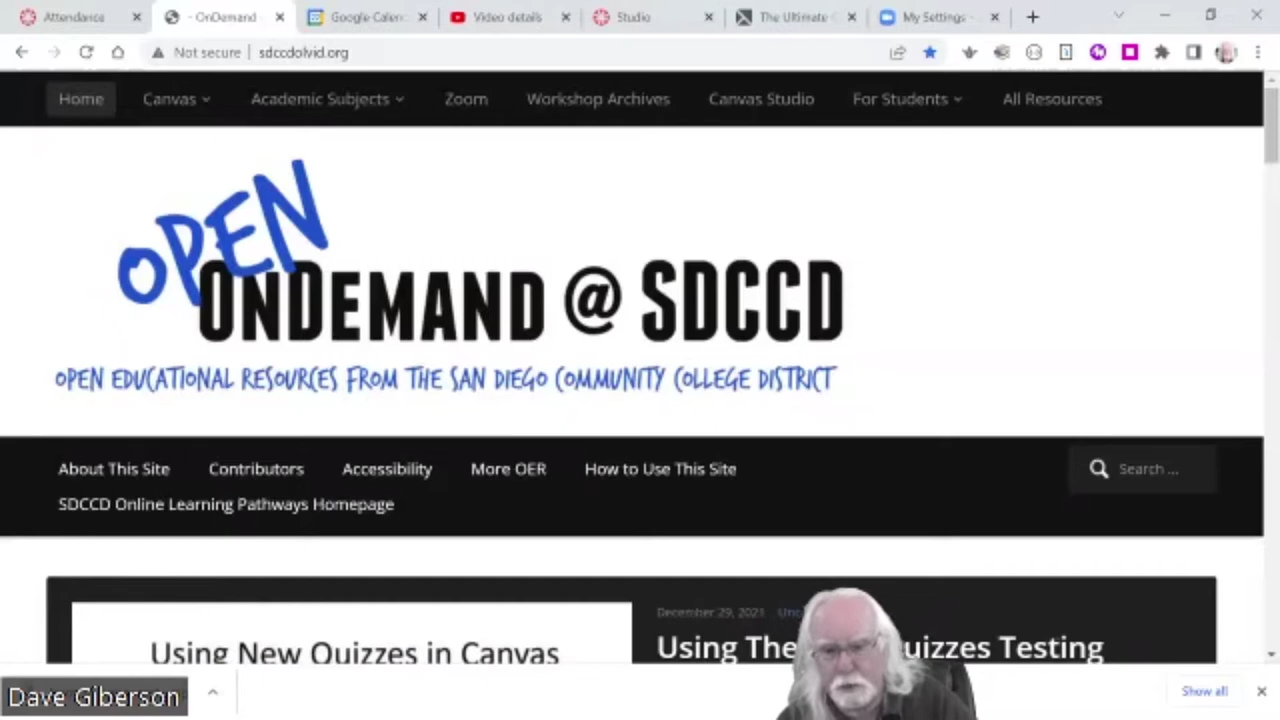 Attendance
- OnDemand
Google Calen
Video details
Studio
The Ultimate
My Settings -
Not secure | sdccdolvid.org
Home Canvas Academic Subjects Zoom Workshop Archives Canvas Studio For Students All Resources
OPEN
ONDEMAND @ SDCCD
OPEN EDUCATIONAL RESOURCES FROM THE SAN DIEGO COMMUNITY COLLEGE DISTRICT
About This Site Contributors Accessibility More OER How to Use This Site
Search ...
SDCCD Online Learning Pathways Homepage
December 29, 2021
Using New Quizzes in Canvas
Using The uizzes Testing
Dave Giberson
Show all